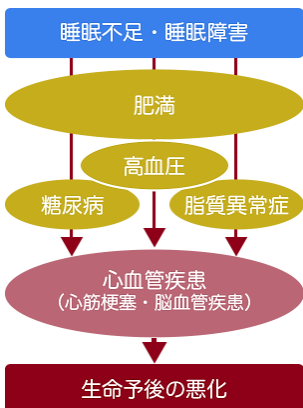 睡眠不足・睡眠障害
肥満
高血圧
糖尿病
脂質異常症
心血管疾患
（心筋梗塞・脳血管疾患）
生命予後の悪化